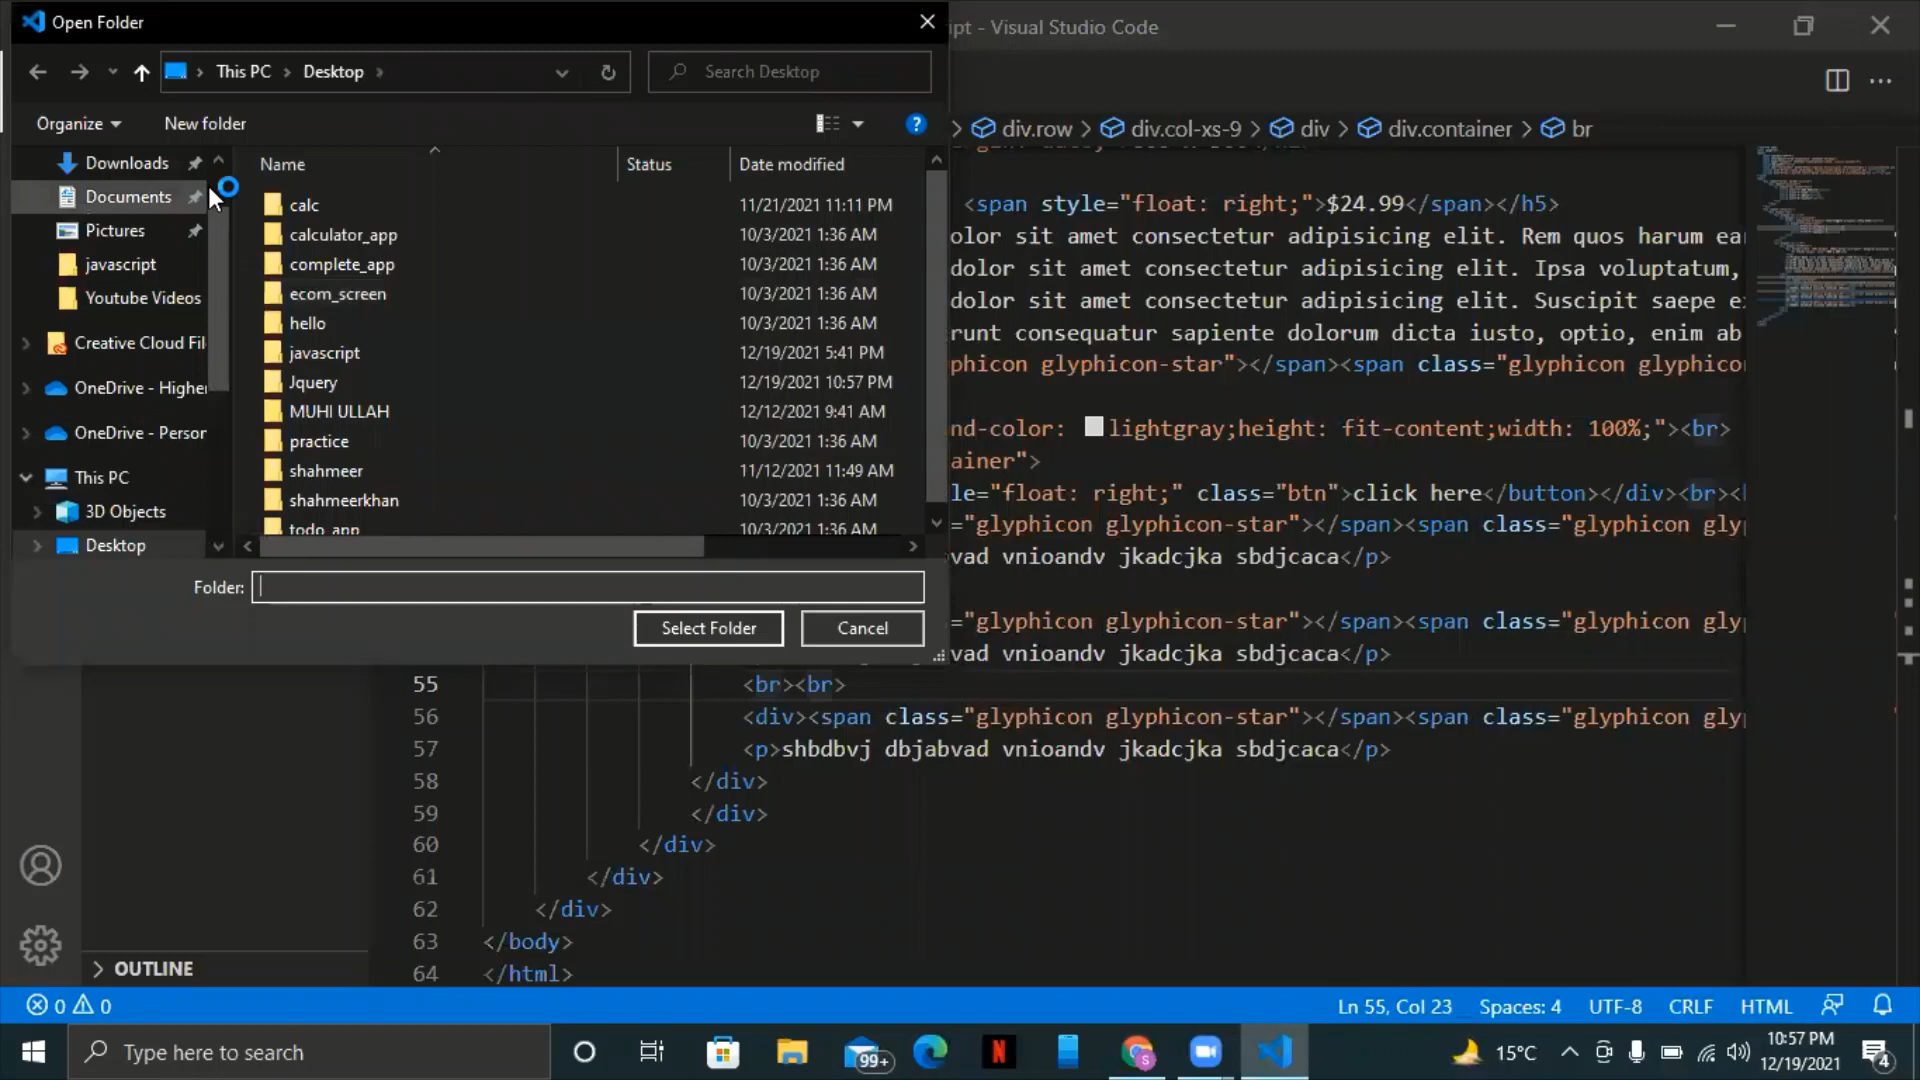 Open Folder
ipt - Visual Studio Code
This PC > Desktop >
Search Desktop
Organize
New folder
div.row > div.col-xs-9 > div > div.container > br
Downloads
Documents
Pictures
javascript
Youtube Videos
Creative Cloud Fil
OneDrive - Higher
OneDrive - Person
This PC
3D Objects
Desktop
Name Status Date modified
calc 11/21/2021 11:11 PM
calculator_app 10/3/2021 1:36 AM
complete_app 10/3/2021 1:36 AM
ecom_screen 10/3/2021 1:36 AM
hello 10/3/2021 1:36 AM
javascript 12/19/2021 5:41 PM
Jquery 12/19/2021 10:57 PM
MUHI ULLAH 12/12/2021 9:41 AM
practice 10/3/2021 1:36 AM
shahmeer 11/12/2021 11:49 AM
shahmeerkhan 10/3/2021 1:36 AM
todo_app 10/3/2021 1:36 AM
Folder:
Select Folder Cancel
<span style="float: right;">$24.99</span></h5>
olor sit amet consectetur adipisicing elit. Rem quos harum ear
dolor sit amet consectetur adipisicing elit. Ipsa voluptatum,
dolor sit amet consectetur adipisicing elit. Suscipit saepe e
runt consequatur sapiente dolorum dicta iusto, optio, enim ab
phicon glyphicon-star"></span><span class="glyphicon glyphico
nd-color: lightgray;height: fit-content;width: 100%;"><br>
ainer">
le="float: right;" class="btn">click here</button></div><br><
="glyphicon glyphicon-star"></span><span class="glyphicon gly
vad vnioandv jkadcjka sbdjcaca</p>
="glyphicon glyphicon-star"></span><span class="glyphicon gly
vad vnioandv jkadcjka sbdjcaca</p>
55 <br><br>
56 <div><span class="glyphicon glyphicon-star"></span><span class="glyphicon gly
57 <p>shbdbvj dbjabvad vnioandv jkadcjka sbdjcaca</p>
58 </div>
59 </div>
60 </div>
61 </div>
62 </div>
63 </body>
64 </html>
OUTLINE
0 0
Ln 55, Col 23 Spaces: 4 UTF-8 CRLF HTML
Type here to search
99+
15°C
10:57 PM
12/19/2021
4